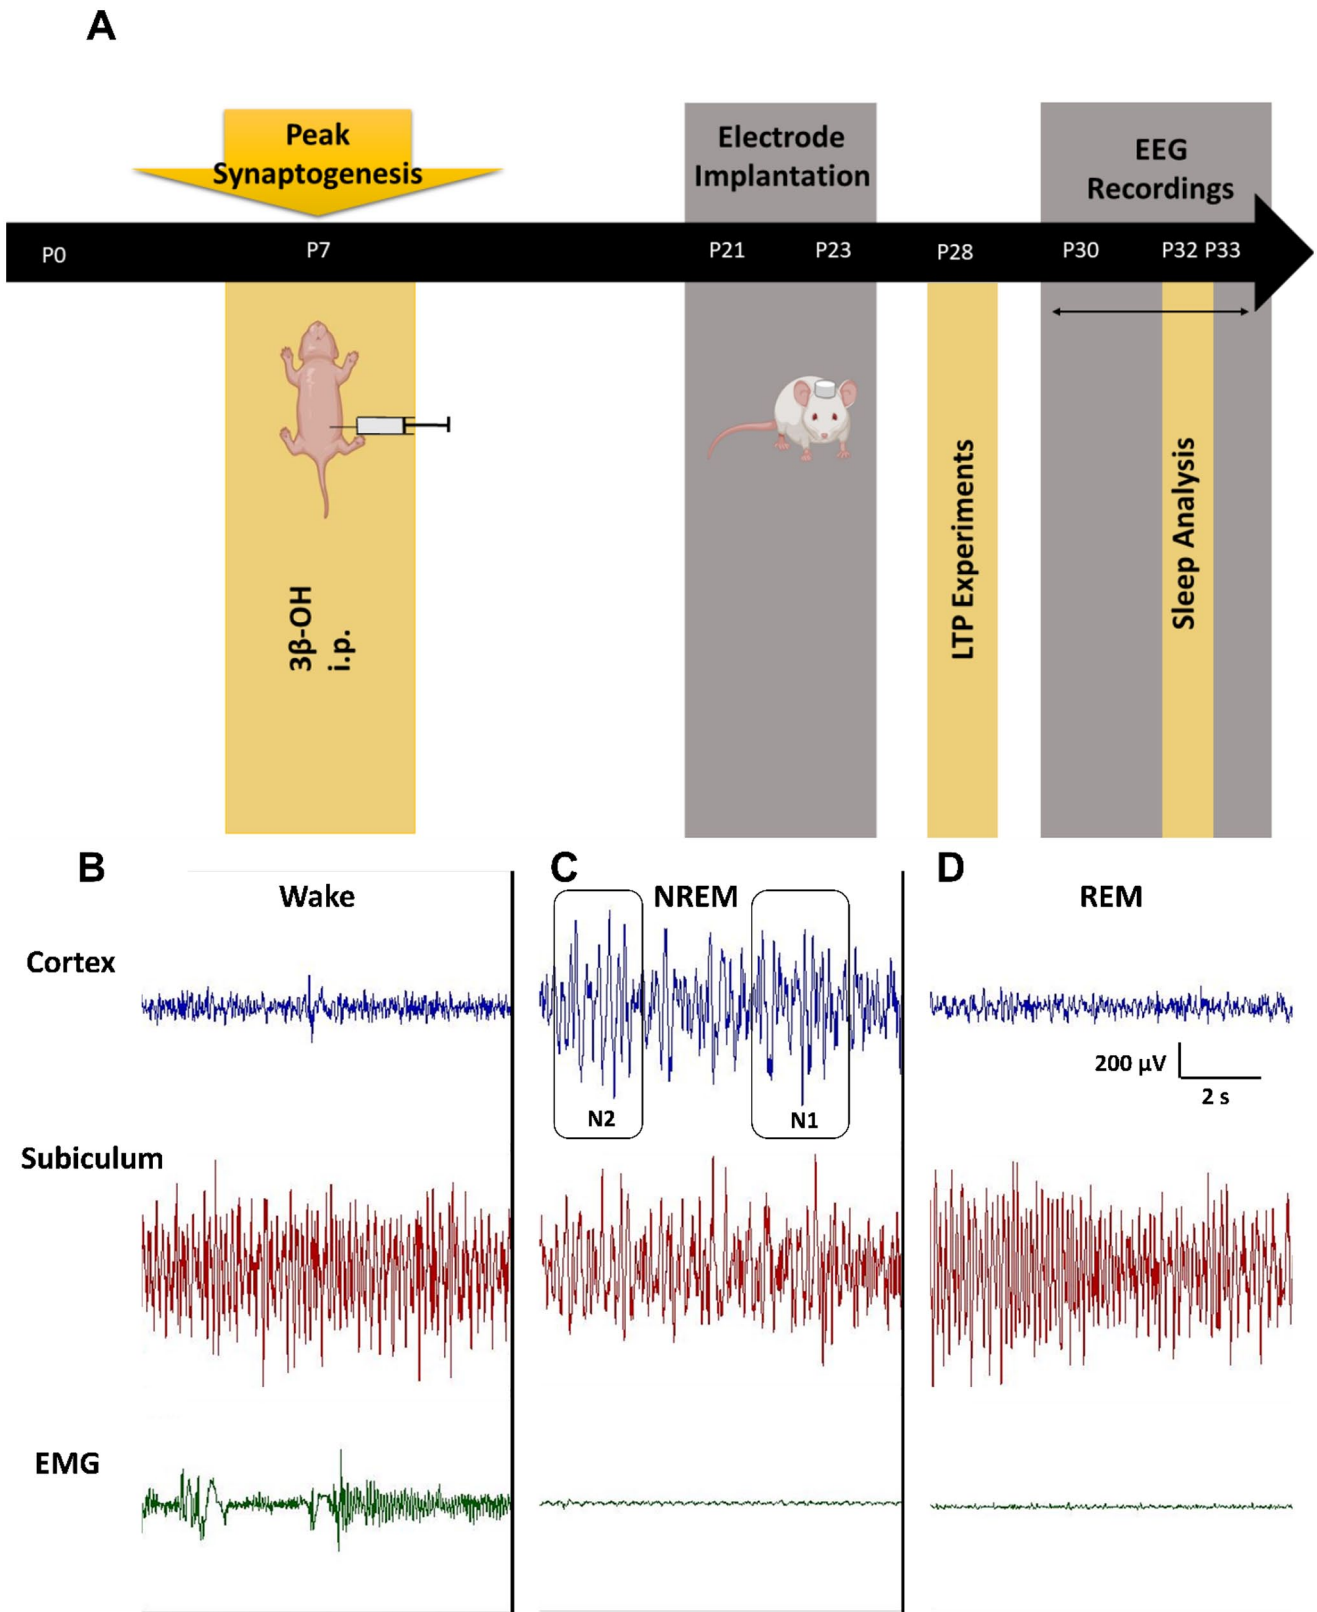 A
Peak
Synaptogenesis
Electrode
Implantation
EEG
Recordings
P0
P7
P21
P23
P28
P30
P32 P33
3β-OH
i.p.
LTP Experiments
Sleep Analysis
B
Wake
C
NREM
D
REM
Cortex
N2
N1
200 µV
2 s
Subiculum
EMG